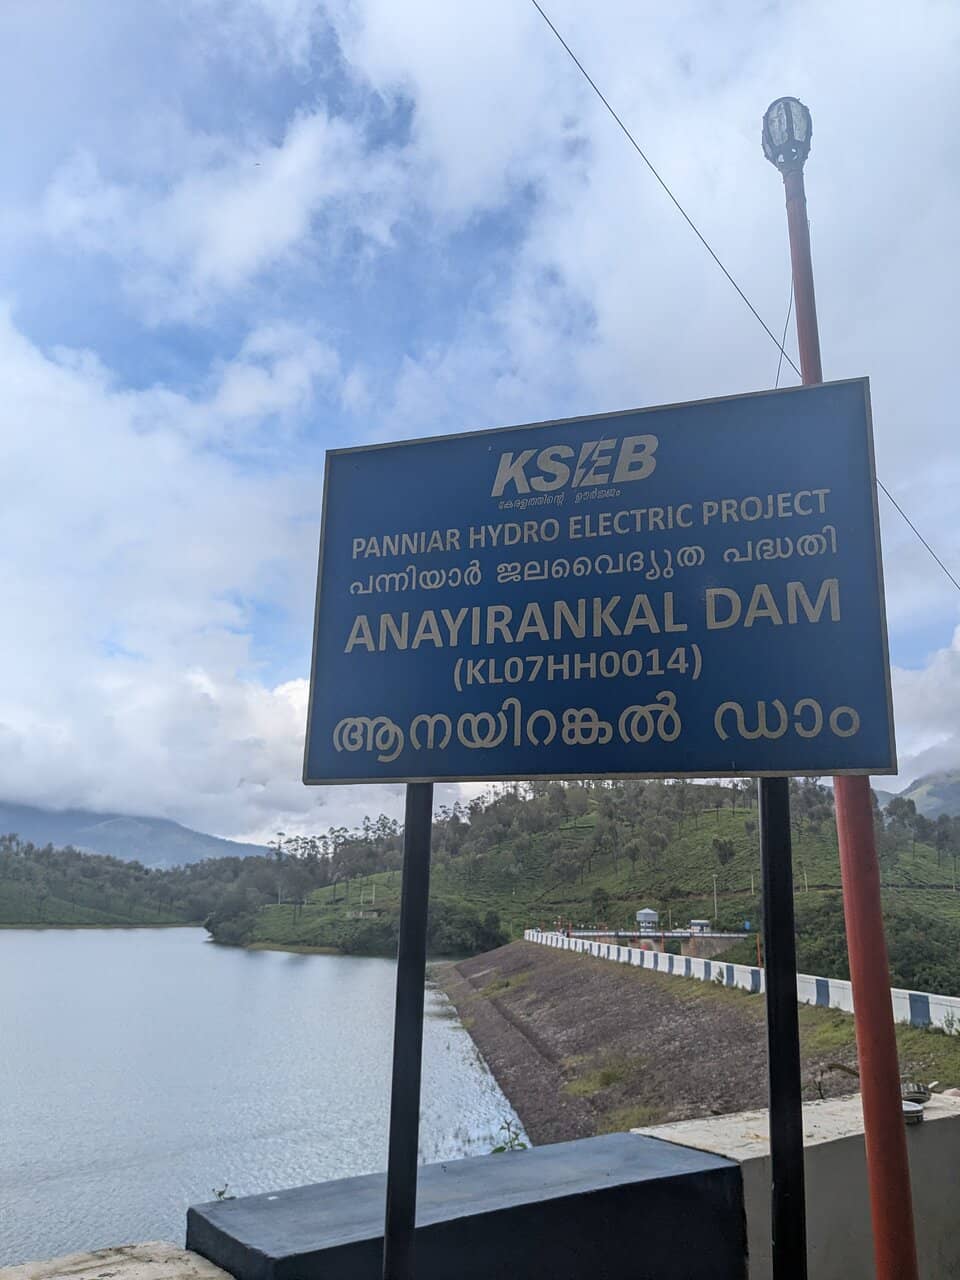 KSEB
കേരളത്തിന്റെ ഊർജ്ജം
PANNIAR HYDRO ELECTRIC PROJECT
പന്നിയാർ ജലവൈദ്യുത പദ്ധതി
ANAYIRANKAL DAM
(KL07HH0014)
ആനയിറങ്കൽ ഡാം